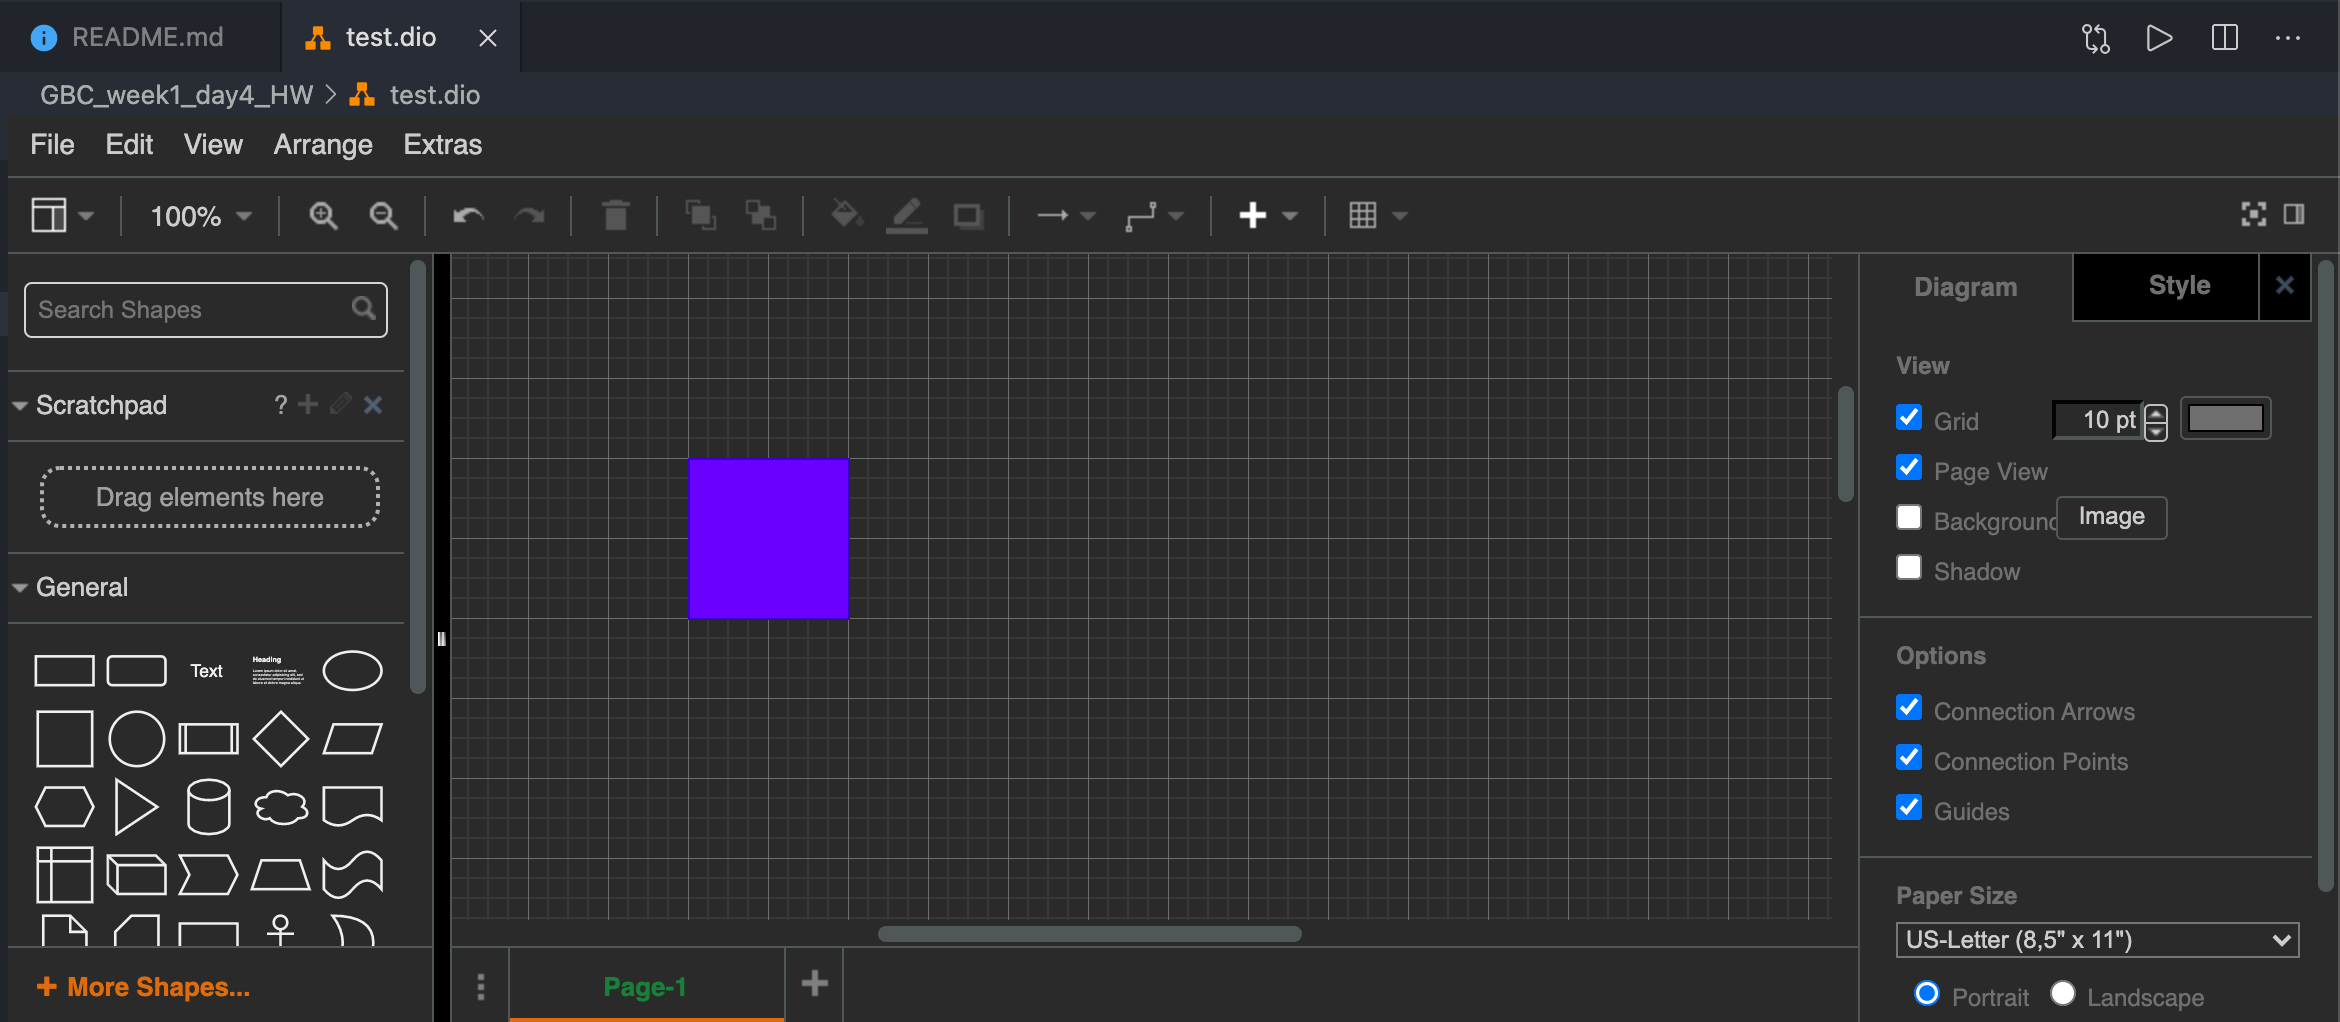 README.md
test.dio
GBC_week1_day4_HW > test.dio
File Edit View Arrange Extras
100%
Search Shapes
Scratchpad ?
Drag elements here
General
Text
Heading
More Shapes...
Page-1
Diagram Style
View
Grid 10 pt
Page View
Background Image
Shadow
Options
Connection Arrows
Connection Points
Guides
Paper Size
US-Letter (8,5" x 11")
Portrait Landscape